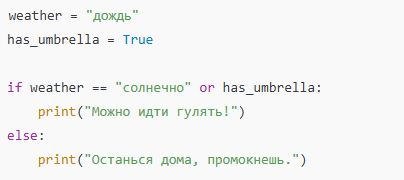 weather = "дождь"
has_umbrella = True
if weather == "солнечно" or has_umbrella:
    print("Можно идти гулять!")
else:
    print("Останься дома, промокнешь.")